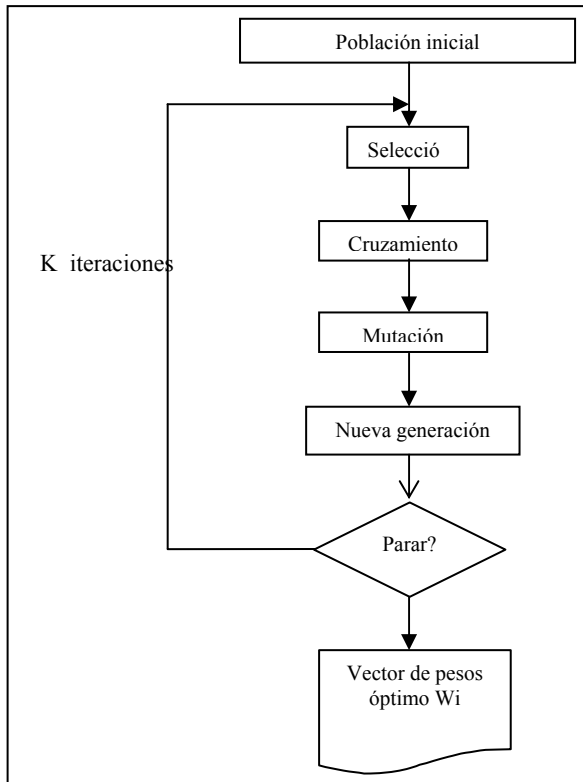 Población inicial
Selecció
Cruzamiento
K iteraciones
Mutación
Nueva generación
Parar?
Vector de pesos
óptimo Wi